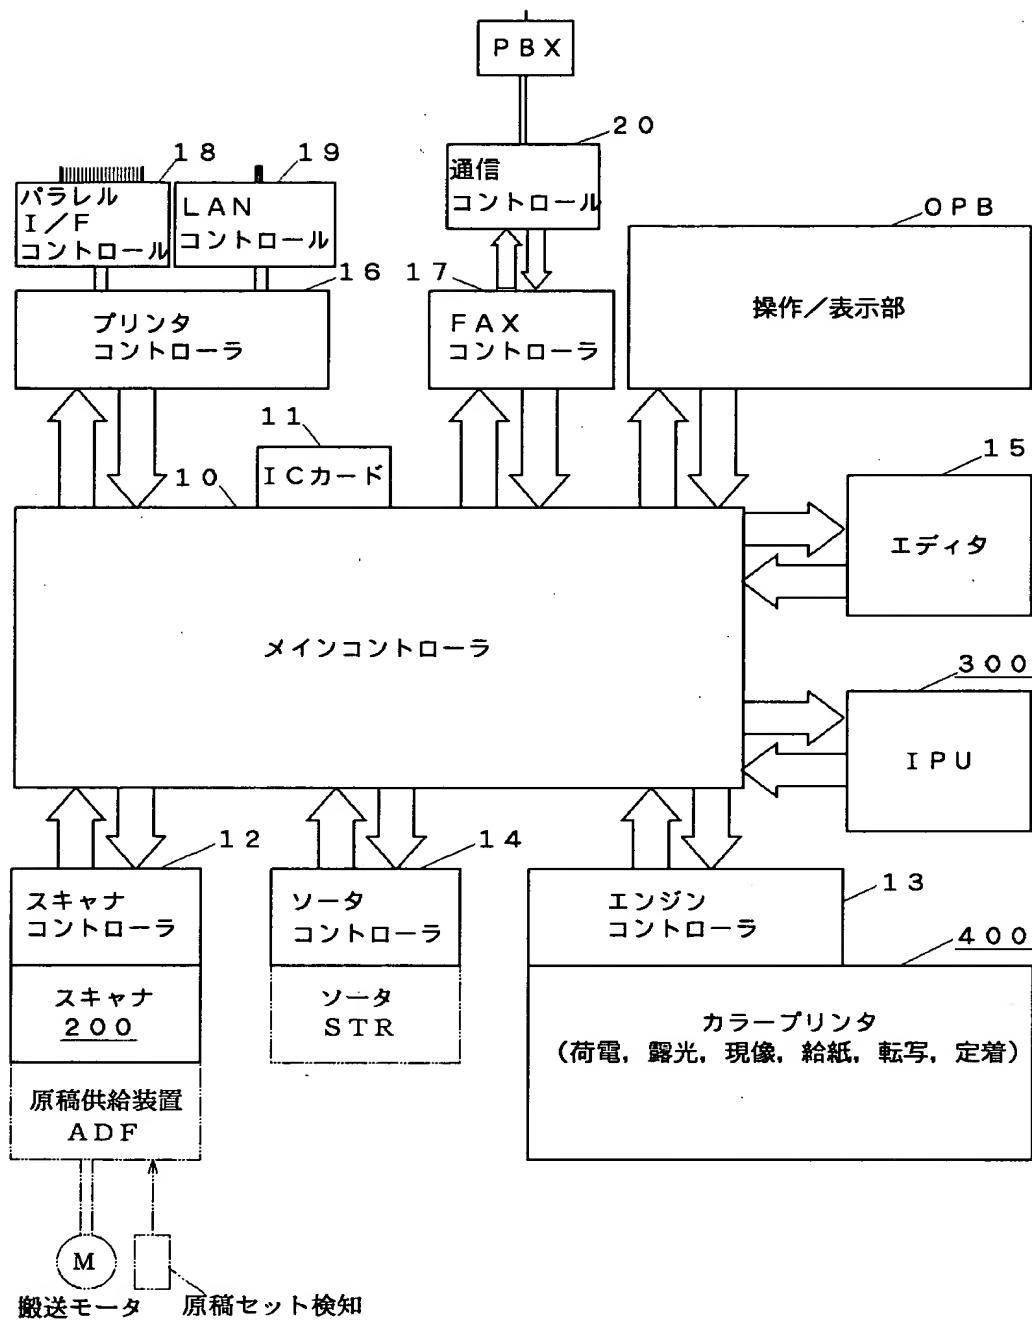 PBX
20
通信
コントロール
18
19
パラレル
I/F
コントロール
LAN
コントロール
OPB
16
17
プリンタ
コントローラ
FAX
コントローラ
操作/表示部
11
ICカード
10
15
エディタ
メインコントローラ
300
IPU
12
14
13
スキャナ
コントローラ
ソータ
コントローラ
エンジン
コントローラ
400
スキャナ
200
ソータ
STR
カラープリンタ
(荷電,露光,現像,給紙,転写,定着)
原稿供給装置
ADF
M
搬送モータ
原稿セット検知